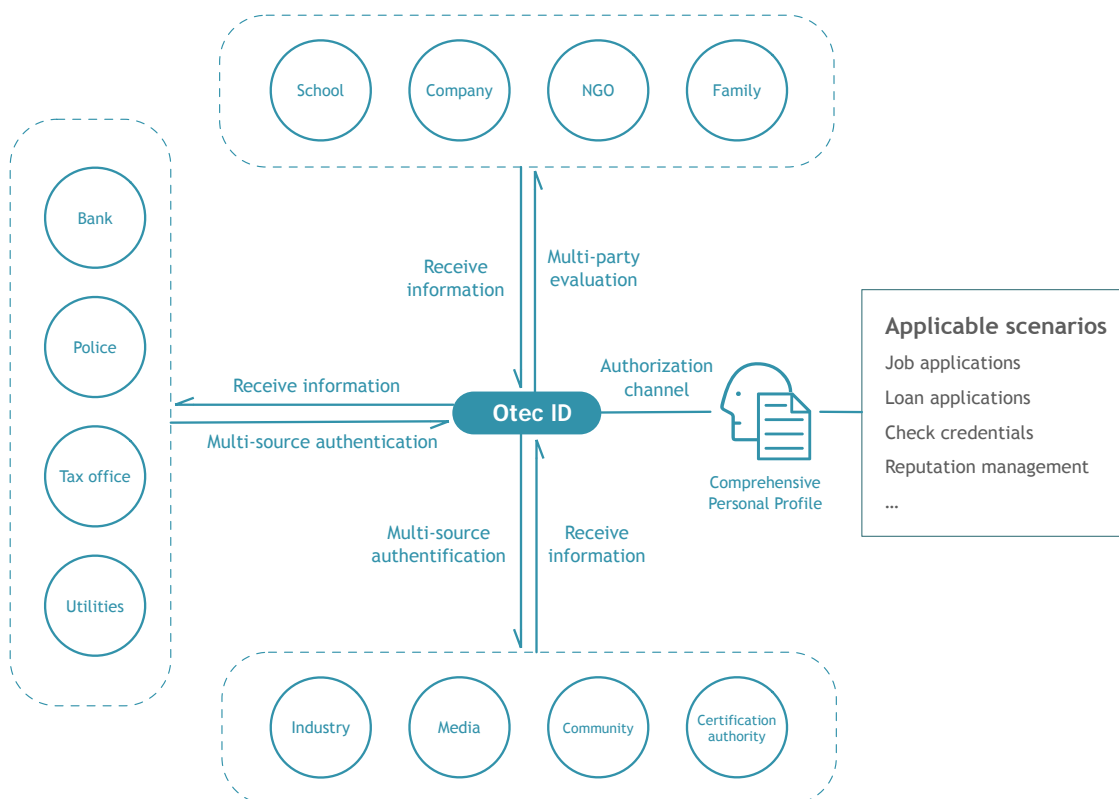 School
Company
NGO
Family
Bank
Police
Tax office
Utilities
Receive
information
Multi-party
evaluation
Receive information
Multi-source authentication
Otec ID
Authorization
channel
Comprehensive
Personal Profile
Applicable scenarios
Job applications
Loan applications
Check credentials
Reputation management
...
Multi-source
authentification
Receive
information
Industry
Media
Community
Certification
authority